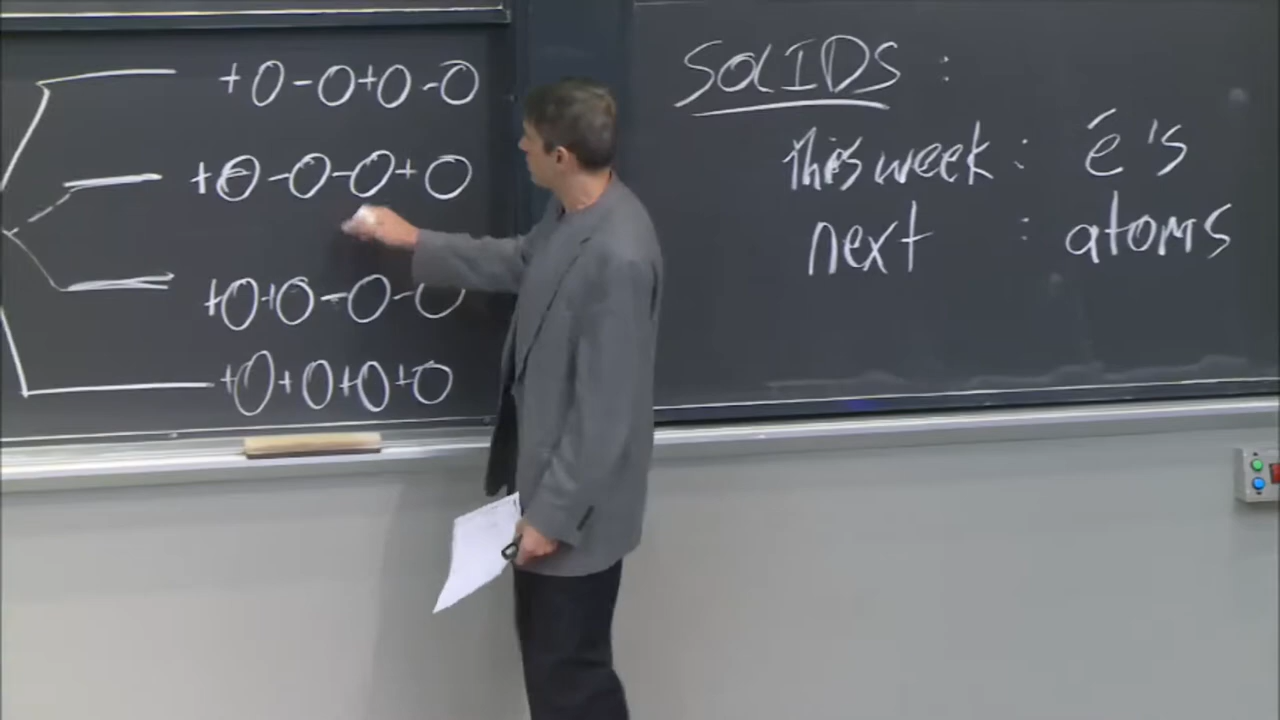 +O-O+O-O
+O-O-O+O
+O+O-O-O
+O+O+O+O
SOLIDS:
this week: ē's
next : atoms